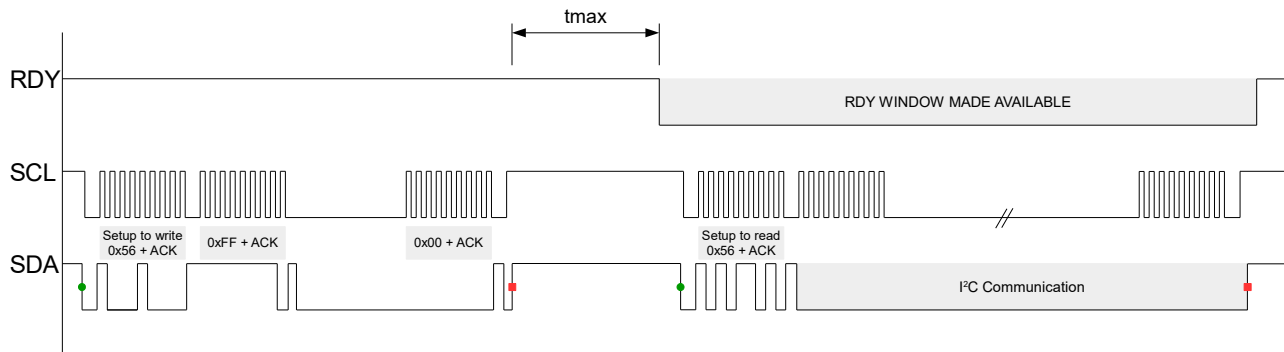 tmax
RDY
RDY WINDOW MADE AVAILABLE
SCL
Setup to write
0x56 + ACK
0xFF + ACK
0x00 + ACK
Setup to read
0x56 + ACK
SDA
I²C Communication